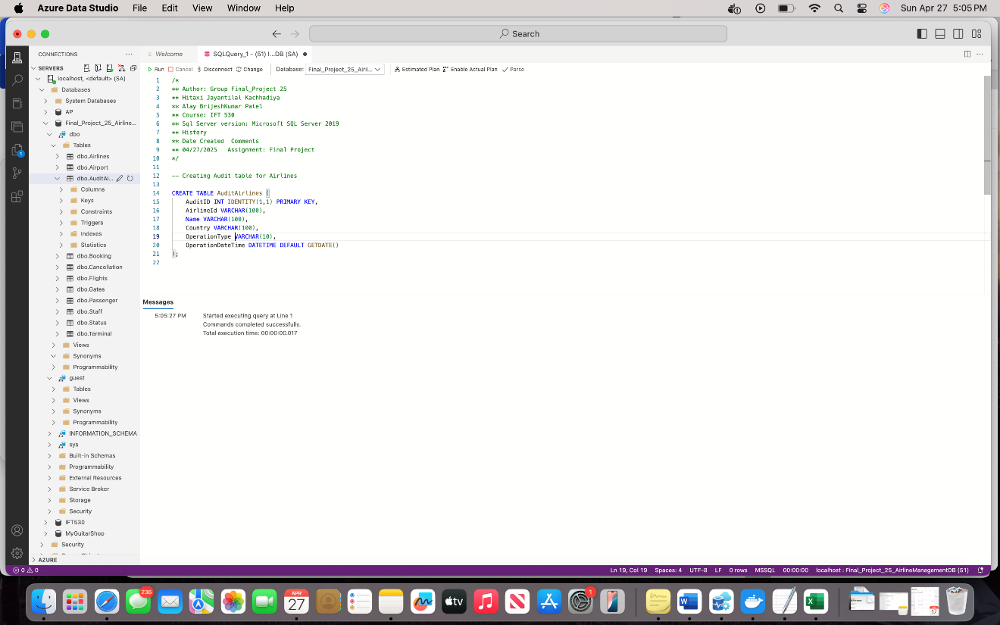 Azure Data Studio File Edit View Window Help Sun Apr 27 5:05 PM
Search
CONNECTIONS
Welcome
SQLQuery_1 - (51) l...DB (SA)
SERVERS
Run Cancel Disconnect Change Database: Final_Project_25_Airli... Estimated Plan Enable Actual Plan Parse
localhost, <default> (SA)
Databases
System Databases
AP
Final_Project_25_Airline...
dbo
Tables
dbo.Airlines
dbo.Airport
dbo.AuditAi...
Columns
Keys
Constraints
Triggers
Indexes
Statistics
dbo.Booking
dbo.Cancellation
dbo.Flights
dbo.Gates
dbo.Passenger
dbo.Staff
dbo.Status
dbo.Terminal
Views
Synonyms
Programmability
guest
Tables
Views
Synonyms
Programmability
INFORMATION_SCHEMA
sys
Built-in Schemas
Programmability
External Resources
Service Broker
Storage
Security
IFT530
MyGuitarShop
Security
AZURE
1 /*
2 ** Author: Group Final_Project 25
3 ** Hitaxi Jayantilal Kachhadiya
4 ** Alay BrijeshKumar Patel
5 ** Course: IFT 530
6 ** Sql Server version: Microsoft SQL Server 2019
7 ** History
8 ** Date Created  Comments
9 ** 04/27/2025   Assignment: Final Project
10 */
11
12 -- Creating Audit table for Airlines
13
14 CREATE TABLE AuditAirlines (
15     AuditID INT IDENTITY(1,1) PRIMARY KEY,
16     AirlineId VARCHAR(100),
17     Name VARCHAR(100),
18     Country VARCHAR(100),
19     OperationType VARCHAR(10),
20     OperationDateTime DATETIME DEFAULT GETDATE()
21 );
22
Messages
5:05:27 PM Started executing query at Line 1
Commands completed successfully.
Total execution time: 00:00:00.017
0 0 Ln 19, Col 19 Spaces: 4 UTF-8 LF 0 rows MSSQL 00:00:00 localhost : Final_Project_25_AirlineManagementDB (51)
1
236
APR
27
tv
1
W
X
17